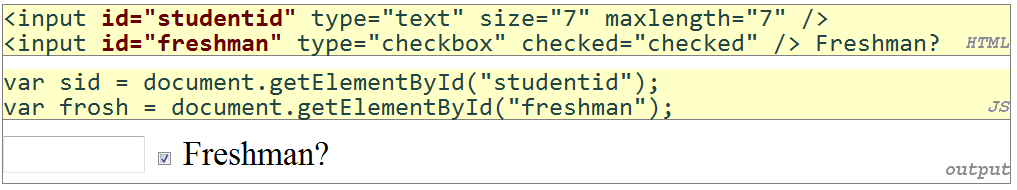 <input id="studentid" type="text" size="7" maxlength="7" />
<input id="freshman" type="checkbox" checked="checked" /> Freshman?
HTML
var sid = document.getElementById("studentid");
var frosh = document.getElementById("freshman");
JS
Freshman?
output